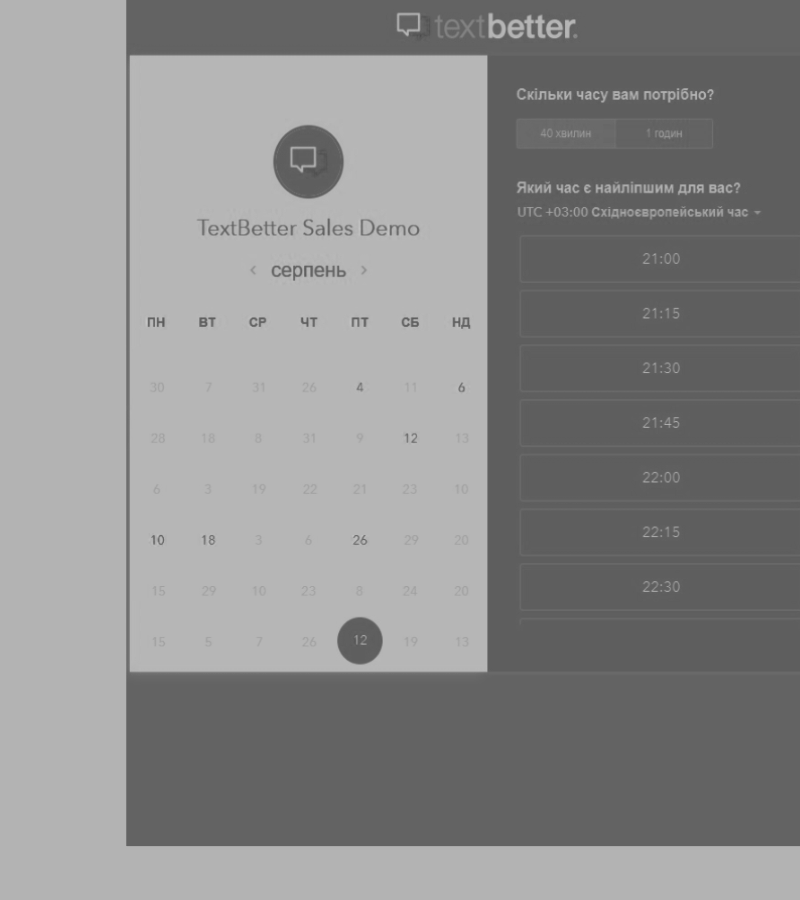 textbetter.
TextBetter Sales Demo
‹ серпень ›
ПН ВТ СР ЧТ ПТ СБ НД
30 7 31 26 4 11 6
28 18 8 31 9 12 13
6 3 19 22 21 23 10
10 18 3 6 26 29 20
15 29 10 23 8 24 20
15 5 7 26 12 19 13
Скільки часу вам потрібно?
40 хвилин 1 годин
Який час є найліпшим для вас?
UTC +03:00 Східноєвропейський час
21:00
21:15
21:30
21:45
22:00
22:15
22:30